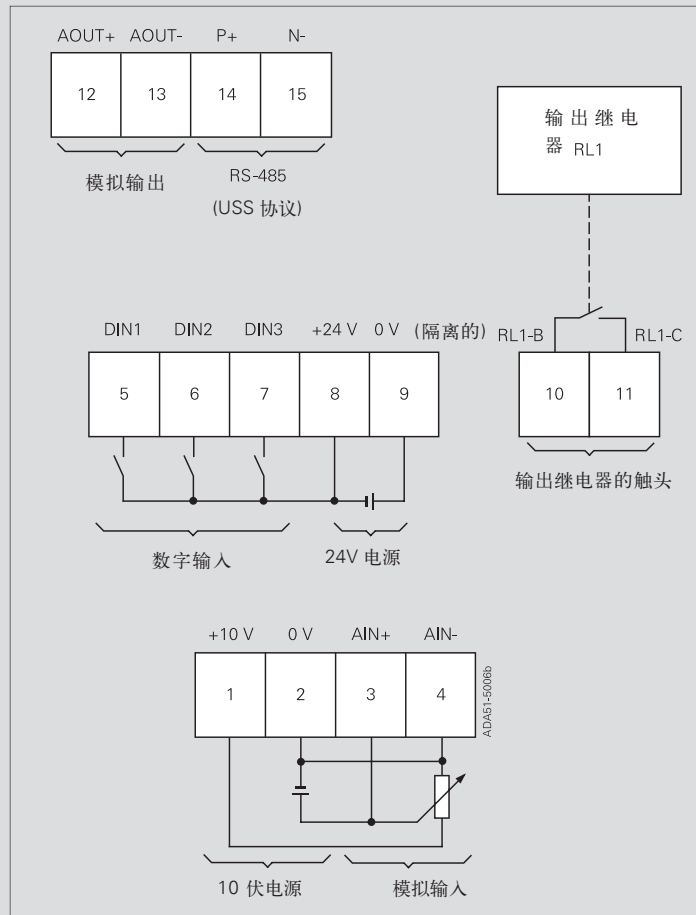 AOUT+ AOUT- P+ N-
12 13 14 15
模拟输出
RS-485
(USS 协议)
输出继电
器 RL1
DIN1 DIN2 DIN3 +24 V 0 V (隔离的)
5 6 7 8 9
数字输入
24V 电源
RL1-B RL1-C
10 11
输出继电器的触头
+10 V 0 V AIN+ AIN-
1 2 3 4
ADA51-5006b
10 伏电源
模拟输入